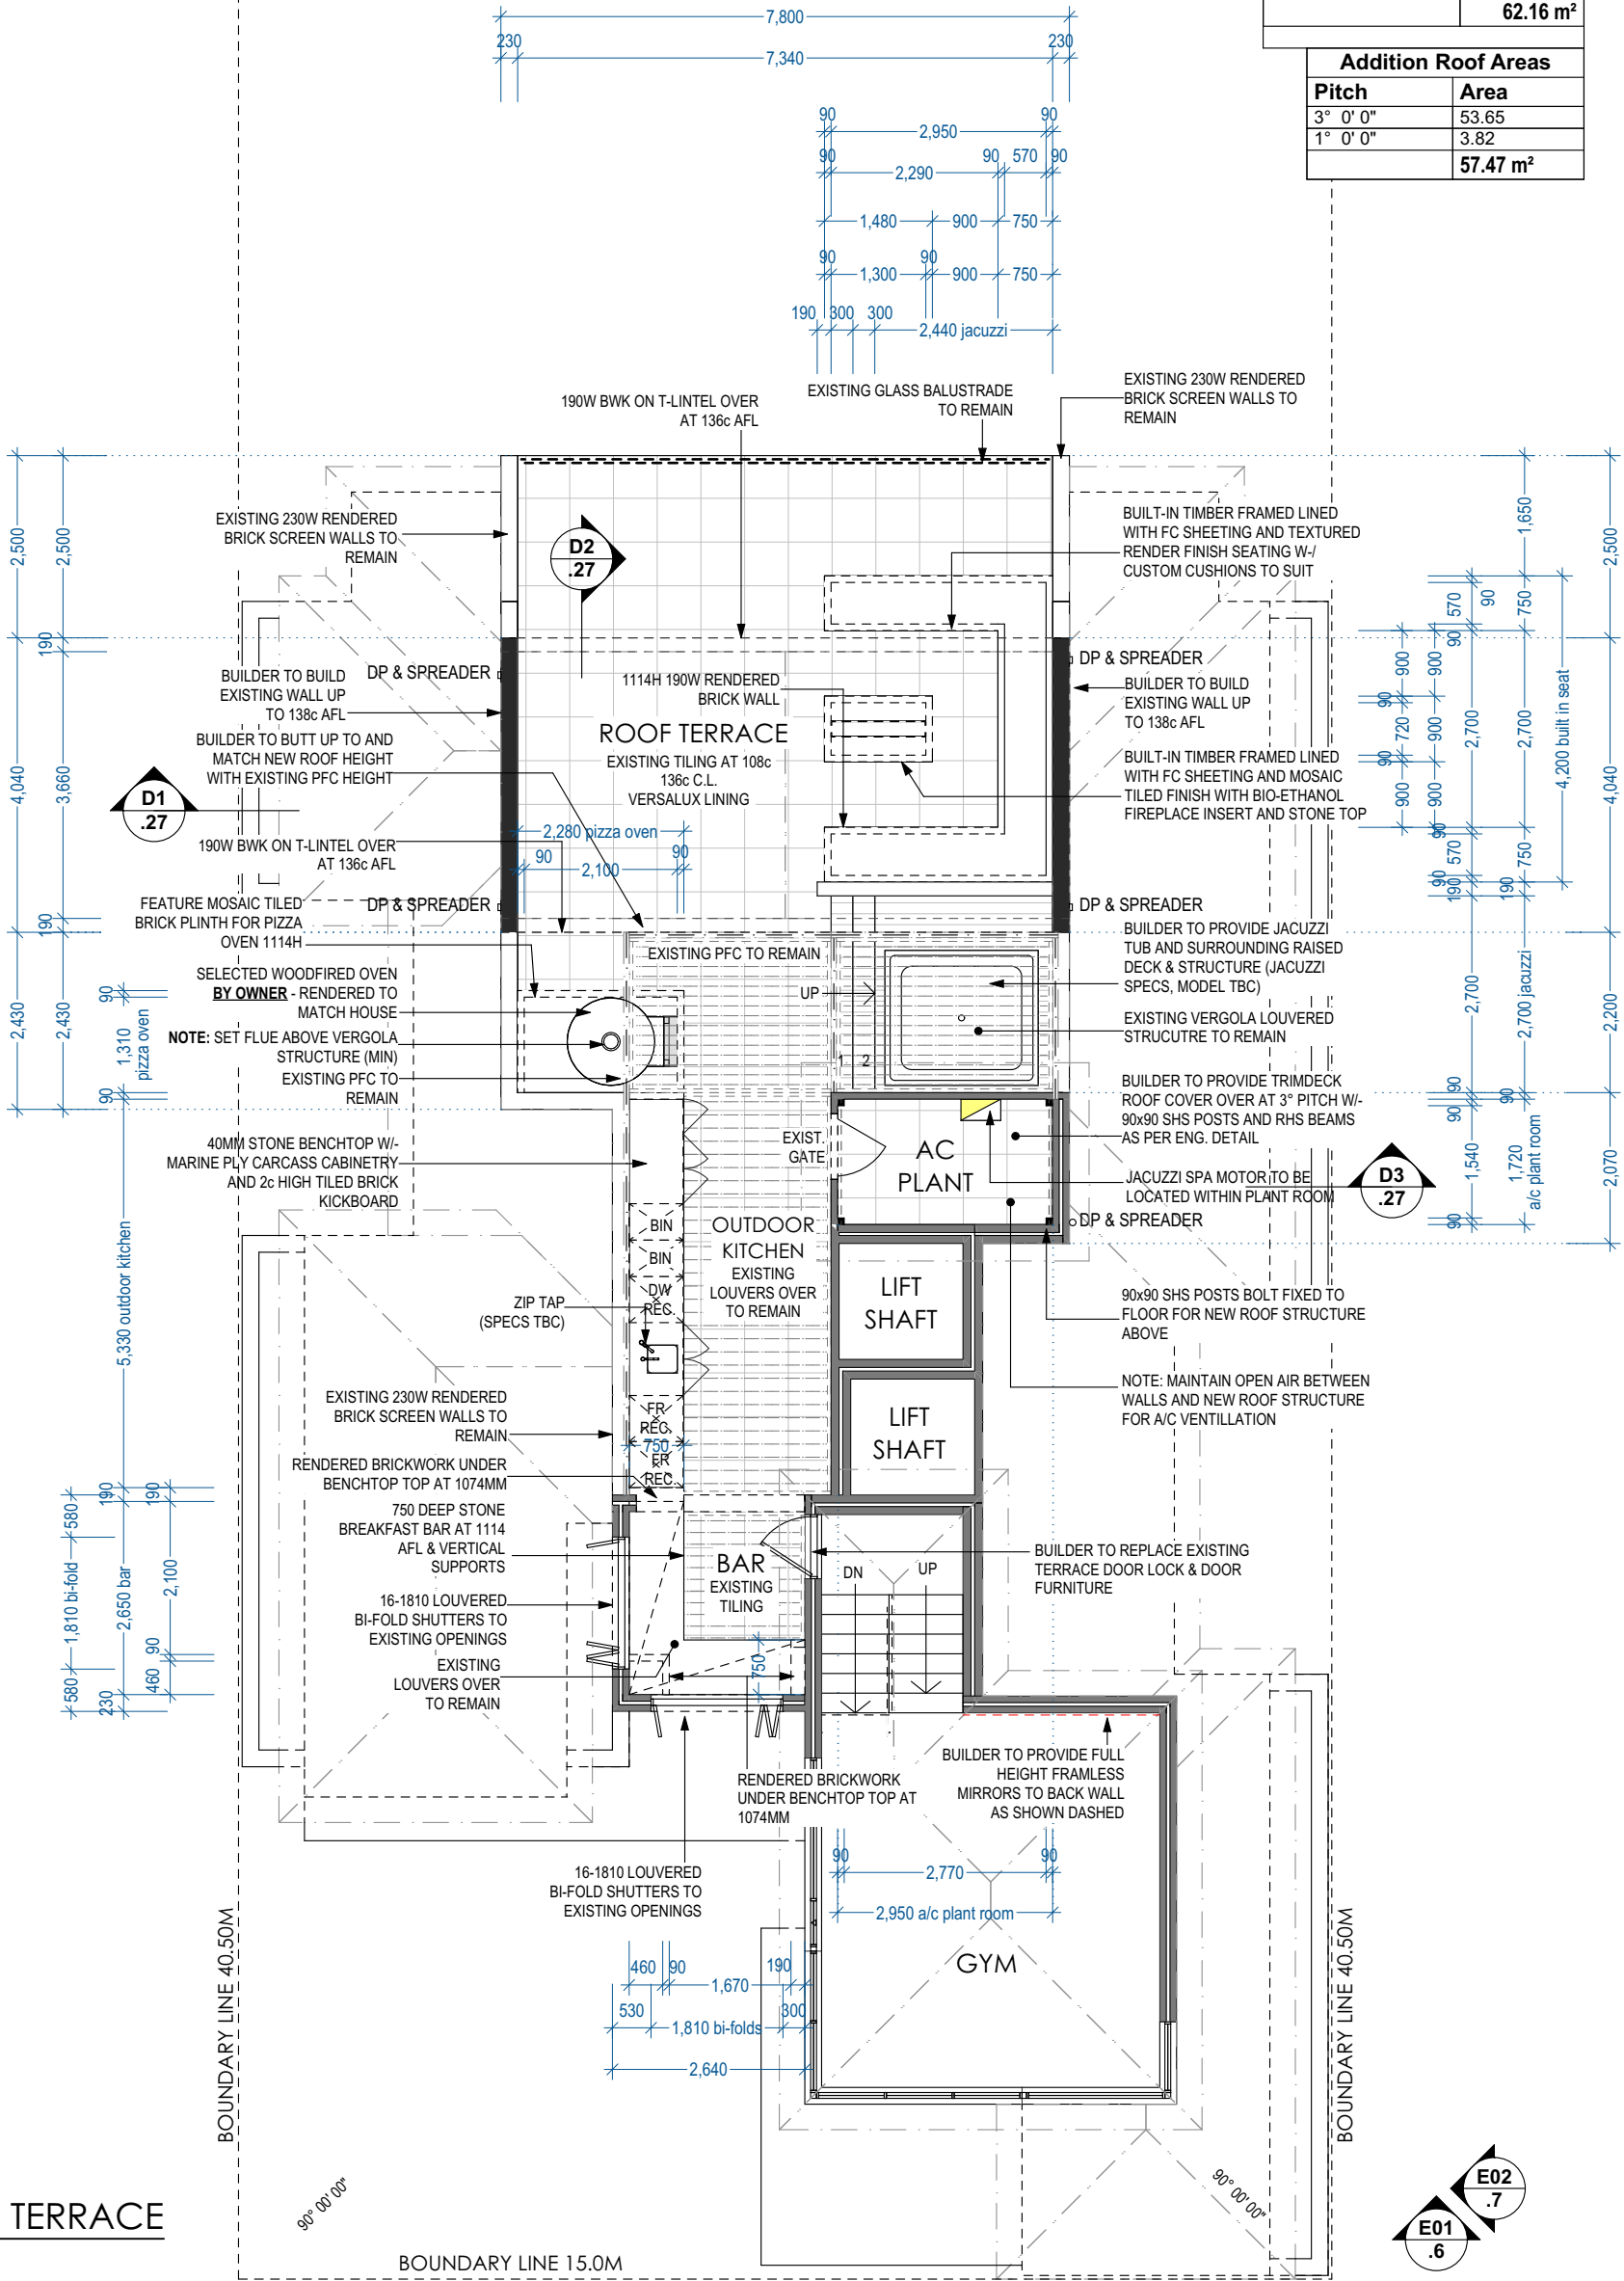 62.16 m²
Addition Roof Areas
Pitch Area
3° 0' 0" 53.65
1° 0' 0" 3.82
57.47 m²
7,800
230 7,340 230
90 2,950 90
90 2,290 90 570 90
1,480 900 750
90 1,300 90 900 750
190 300 300 2,440 jacuzzi
190W BWK ON T-LINTEL OVER
AT 136c AFL
EXISTING GLASS BALUSTRADE
TO REMAIN
EXISTING 230W RENDERED
BRICK SCREEN WALLS TO
REMAIN
EXISTING 230W RENDERED
BRICK SCREEN WALLS TO
REMAIN
D2
.27
BUILT-IN TIMBER FRAMED LINED
WITH FC SHEETING AND TEXTURED
RENDER FINISH SEATING W-/
CUSTOM CUSHIONS TO SUIT
DP & SPREADER
DP & SPREADER
BUILDER TO BUILD
EXISTING WALL UP
TO 138c AFL
1114H 190W RENDERED
BRICK WALL
BUILDER TO BUILD
EXISTING WALL UP
TO 138c AFL
ROOF TERRACE
EXISTING TILING AT 108c
136c C.L.
VERSALUX LINING
BUILDER TO BUTT UP TO AND
MATCH NEW ROOF HEIGHT
WITH EXISTING PFC HEIGHT
BUILT-IN TIMBER FRAMED LINED
WITH FC SHEETING AND MOSAIC
TILED FINISH WITH BIO-ETHANOL
FIREPLACE INSERT AND STONE TOP
D1
.27
2,280 pizza oven
90 2,100 90
190W BWK ON T-LINTEL OVER
AT 136c AFL
DP & SPREADER
DP & SPREADER
FEATURE MOSAIC TILED
BRICK PLINTH FOR PIZZA
OVEN 1114H
EXISTING PFC TO REMAIN
BUILDER TO PROVIDE JACUZZI
TUB AND SURROUNDING RAISED
DECK & STRUCTURE (JACUZZI
SPECS, MODEL TBC)
SELECTED WOODFIRED OVEN
BY OWNER - RENDERED TO
MATCH HOUSE
UP
NOTE: SET FLUE ABOVE VERGOLA
STRUCTURE (MIN)
EXISTING VERGOLA LOUVERED
STRUCUTRE TO REMAIN
1 2
EXISTING PFC TO
REMAIN
BUILDER TO PROVIDE TRIMDECK
ROOF COVER OVER AT 3° PITCH W/-
90x90 SHS POSTS AND RHS BEAMS
AS PER ENG. DETAIL
EXIST.
GATE
AC
PLANT
40MM STONE BENCHTOP W/-
MARINE PLY CARCASS CABINETRY
AND 2c HIGH TILED BRICK
KICKBOARD
JACUZZI SPA MOTOR TO BE
LOCATED WITHIN PLANT ROOM
D3
.27
DP & SPREADER
BIN
BIN
DW
REC.
OUTDOOR
KITCHEN
EXISTING
LOUVERS OVER
TO REMAIN
LIFT
SHAFT
ZIP TAP
(SPECS TBC)
90x90 SHS POSTS BOLT FIXED TO
FLOOR FOR NEW ROOF STRUCTURE
ABOVE
NOTE: MAINTAIN OPEN AIR BETWEEN
WALLS AND NEW ROOF STRUCTURE
FOR A/C VENTILLATION
EXISTING 230W RENDERED
BRICK SCREEN WALLS TO
REMAIN
FR
REC.
750
FR
REC
LIFT
SHAFT
RENDERED BRICKWORK UNDER
BENCHTOP TOP AT 1074MM
750 DEEP STONE
BREAKFAST BAR AT 1114
AFL & VERTICAL
SUPPORTS
BAR
EXISTING
TILING
DN UP
BUILDER TO REPLACE EXISTING
TERRACE DOOR LOCK & DOOR
FURNITURE
16-1810 LOUVERED
BI-FOLD SHUTTERS TO
EXISTING OPENINGS
EXISTING
LOUVERS OVER
TO REMAIN
750
RENDERED BRICKWORK
UNDER BENCHTOP TOP AT
1074MM
BUILDER TO PROVIDE FULL
HEIGHT FRAMLESS
MIRRORS TO BACK WALL
AS SHOWN DASHED
16-1810 LOUVERED
BI-FOLD SHUTTERS TO
EXISTING OPENINGS
90 2,770 90
2,950 a/c plant room
GYM
460 90 1,670 190
530 1,810 bi-folds 300
2,640
2,500 4,040 2,430
2,500 190 3,660 190 2,430
90 1,310 90
pizza oven
5,330 outdoor kitchen
190 2,650 bar 230
580 1,810 bi-fold 580
190 2,100 90 460
900 90 720 90 900
900 900 900
90 570 90 2,700 90 570 90 190 2,700 90 90 1,540 90
1,650 750 2,700 750 190 2,700 jacuzzi 90 1,720
a/c plant room
4,200 built in seat
2,500 4,040 2,200 2,070
BOUNDARY LINE 40.50M
BOUNDARY LINE 40.50M
90° 00' 00"
90° 00' 00"
BOUNDARY LINE 15.0M
TERRACE
E02
.7
E01
.6